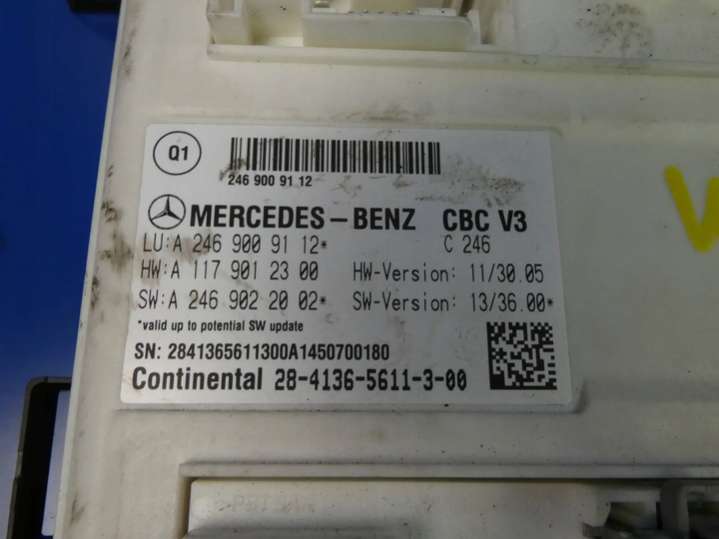 Q1
246 900 91 12
MERCEDES-BENZ CBC V3
LU:A 246 900 91 12* C 246
HW:A 117 901 23 00 HW-Version: 11/30.05
SW:A 246 902 20 02* SW-Version: 13/36.00*
*valid up to potential SW update
SN: 2841365611300A1450700180
Continental 28-4136-5611-3-00